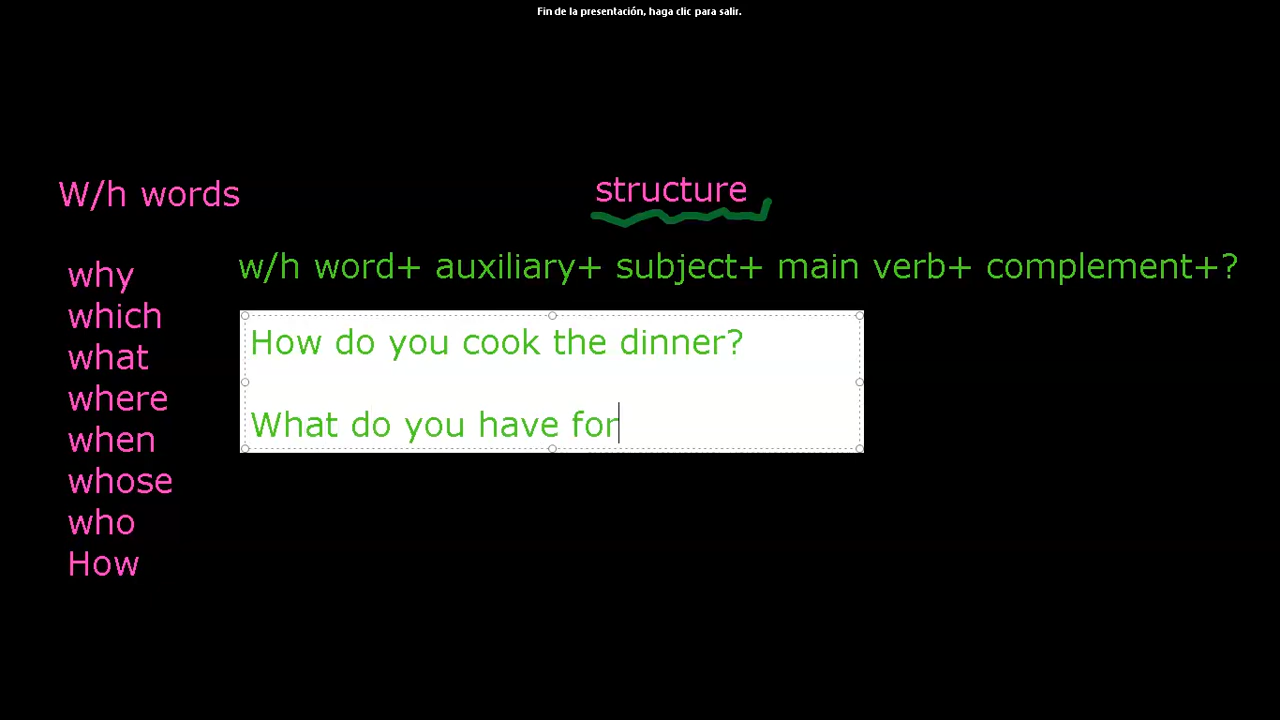 Fin de la presentación, haga clic para salir.
W/h words
structure
why
which
what
where
when
whose
who
How
w/h word+ auxiliary+ subject+ main verb+ complement+?
How do you cook the dinner?
What do you have for